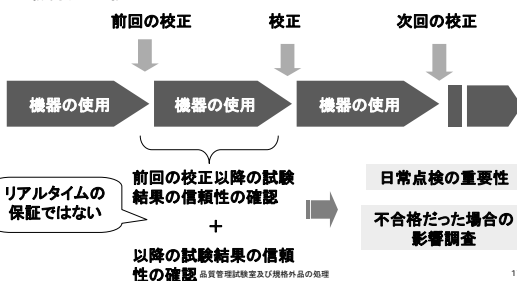 前回の校正
校正
次回の校正
機器の使用
機器の使用
機器の使用
リアルタイムの
保証ではない
前回の校正以降の試験
結果の信頼性の確認
+
以降の試験結果の信頼
性の確認
日常点検の重要性
不合格だった場合の
影響調査
品質管理試験室及び規格外品の処理
1